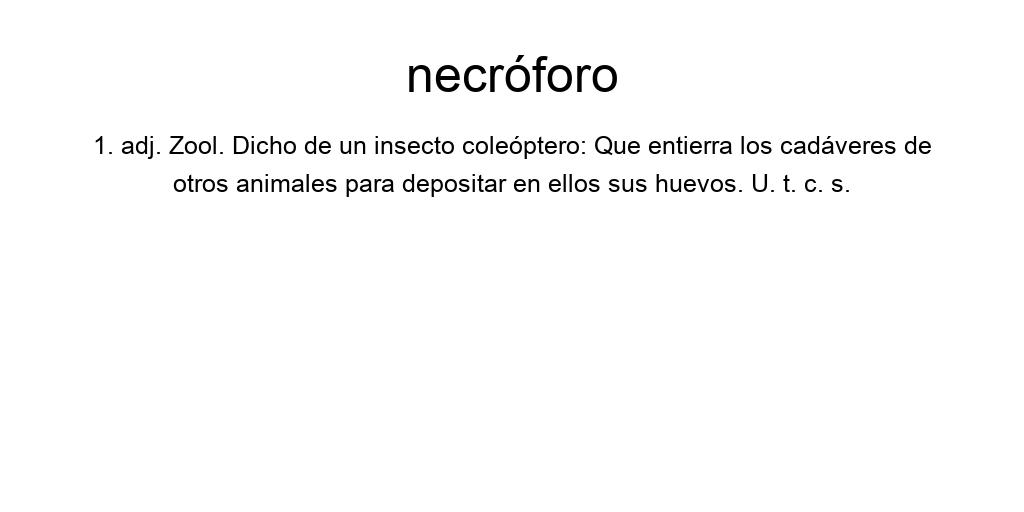 necróforo
1. adj. Zool. Dicho de un insecto coleóptero: Que entierra los cadáveres de
otros animales para depositar en ellos sus huevos. U. t. c. s.